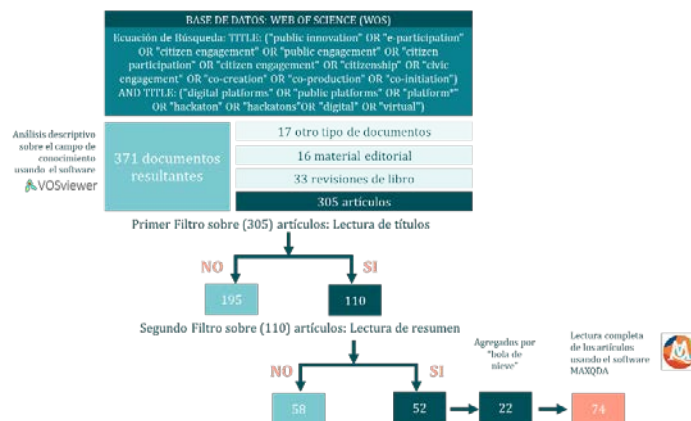 BASE DE DATOS: WEB OF SCIENCE (WOS)
Ecuación de Búsqueda: TITLE: ("public innovation" OR "e-participation"
OR "citizen engagement" OR "public engagement" OR "citizen
participation" OR "citizen engagement" OR "citizenship" OR "civic
engagement" OR "co-creation" OR "co-production" OR "co-initiation")
AND TITLE: ("digital platforms" OR "public platforms" OR "platform*"
OR "hackaton" OR "hackatons"OR "digital" OR "virtual")
Análisis descriptivo
sobre el campo de
conocimiento
usando el software
VOSviewer
371 documentos
resultantes
17 otro tipo de documentos
16 material editorial
33 revisiones de libro
305 artículos
Primer Filtro sobre (305) artículos: Lectura de títulos
NO
SI
195
110
Segundo Filtro sobre (110) artículos: Lectura de resumen
NO
SI
58
52
Agregados por
"bola de
nieve"
22
Lectura completa
de los artículos
usando el software
MAXQDA
74